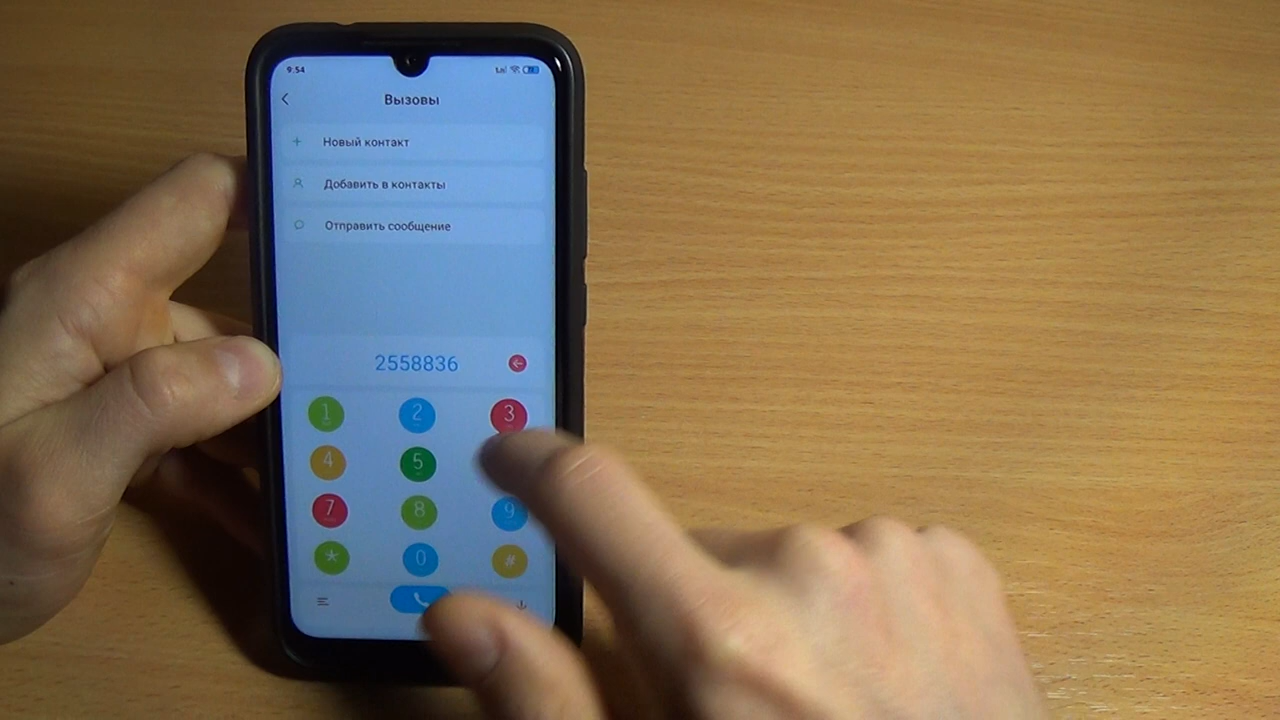 9:54
Вызовы
Новый контакт
Добавить в контакты
Отправить сообщение
2558836
1 2 3
4 5
7 8 9
* 0 #